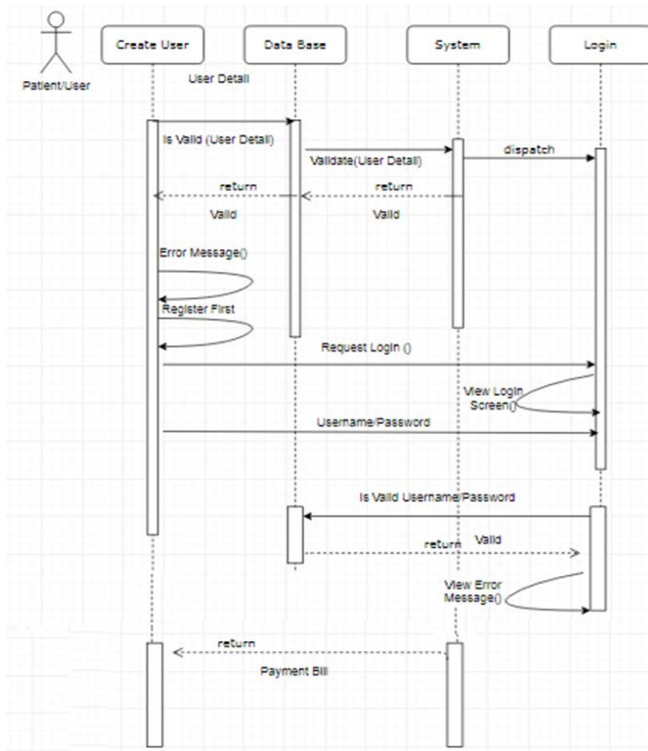 Create User
Data Base
System
Login
Patient/User
User Detail
Is Valid (User Detail)
Validate(User Detail)
dispatch
return
return
Valid
Valid
Error Message()
Register First
Request Login ()
View Login
Screen()
Username/Password
Is Valid Username/Password
return
Valid
View Error
Message()
return
Payment Bill